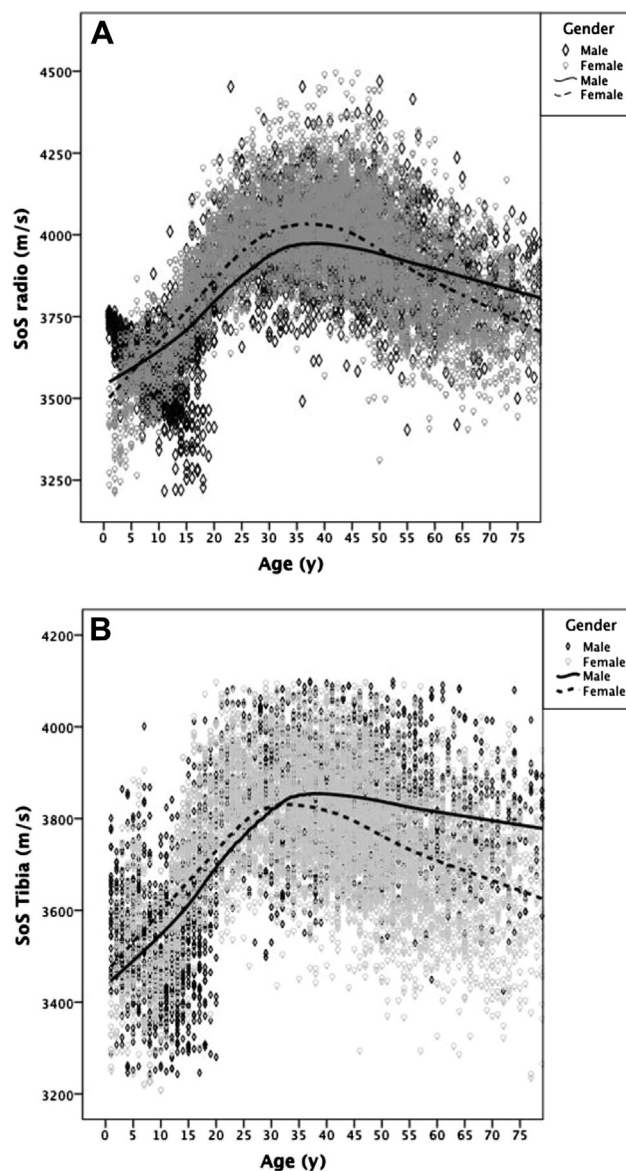 A
Gender
Male
Female
Male
Female
4500
4250
4000
3750
3500
3250
SoS radio (m/s)
0 5 10 15 20 25 30 35 40 45 50 55 60 65 70 75
Age (y)
B
Gender
Male
Female
Male
Female
4200
4000
3800
3600
3400
3200
SoS Tibia (m/s)
0 5 10 15 20 25 30 35 40 45 50 55 60 65 70 75
Age (y)